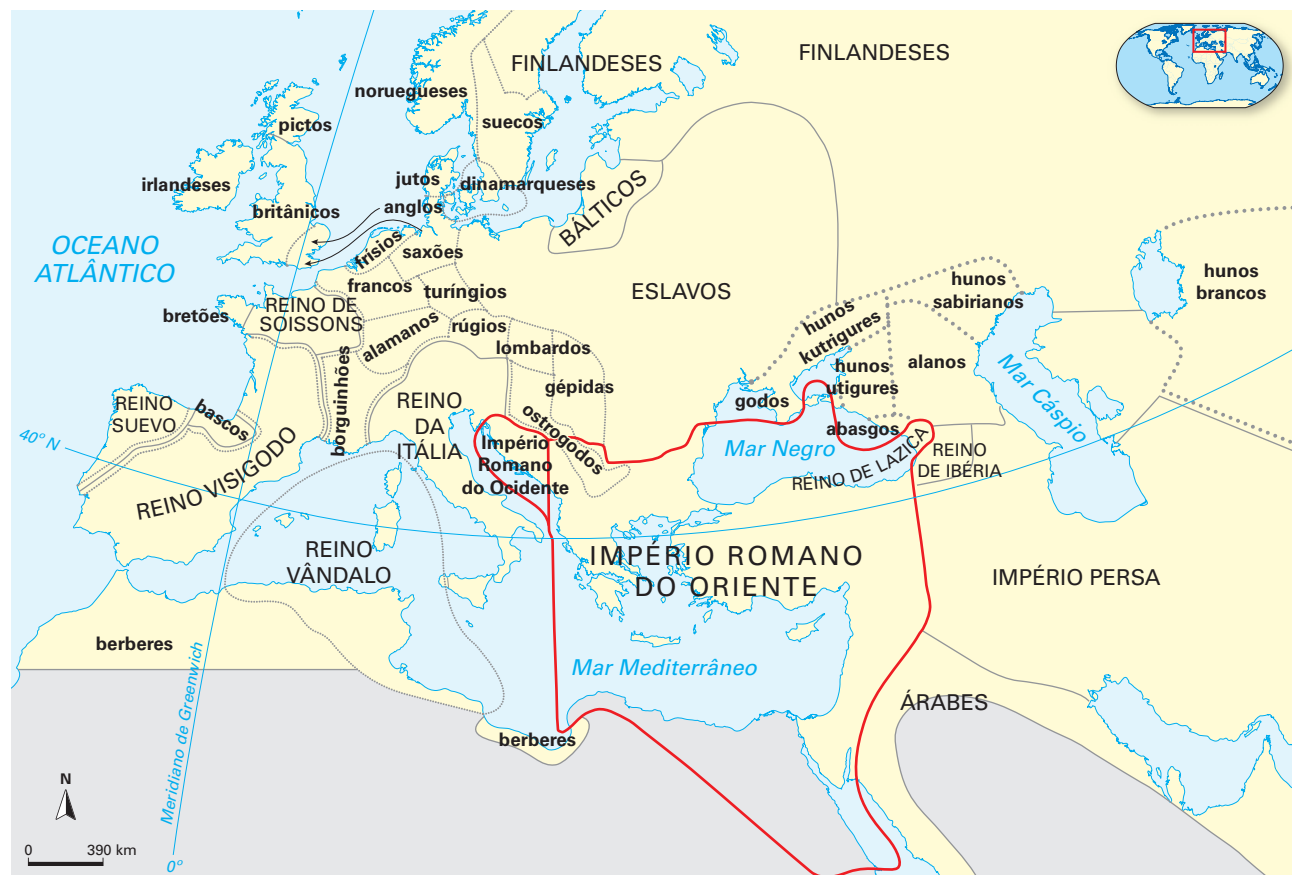 FINLANDESES
FINLANDESES
noruegueses
suecos
pictos
irlandeses
jutos
dinamarqueses
britânicos
anglos
BÁLTICOS
OCEANO
ATLÂNTICO
frísios
saxões
francos
turíngios
ESLAVOS
hunos
sabirianos
hunos
brancos
bretões
REINO DE
SOISSONS
alamanos
rúgios
lombardos
hunos
kutrigures
hunos
utigures
alanos
Mar Cáspio
gépidas
godos
borguinhões
REINO
SUEVO
bascos
REINO
DA
ITÁLIA
ostrogodos
Império
Romano
do Ocidente
Mar Negro
abasgos
REINO DE LAZICA
REINO
DE IBÉRIA
40º N
REINO VISIGODO
REINO
VÂNDALO
IMPÉRIO ROMANO
DO ORIENTE
IMPÉRIO PERSA
berberes
Mar Mediterrâneo
ÁRABES
berberes
Meridiano de Greenwich
0º
N
0 390 km